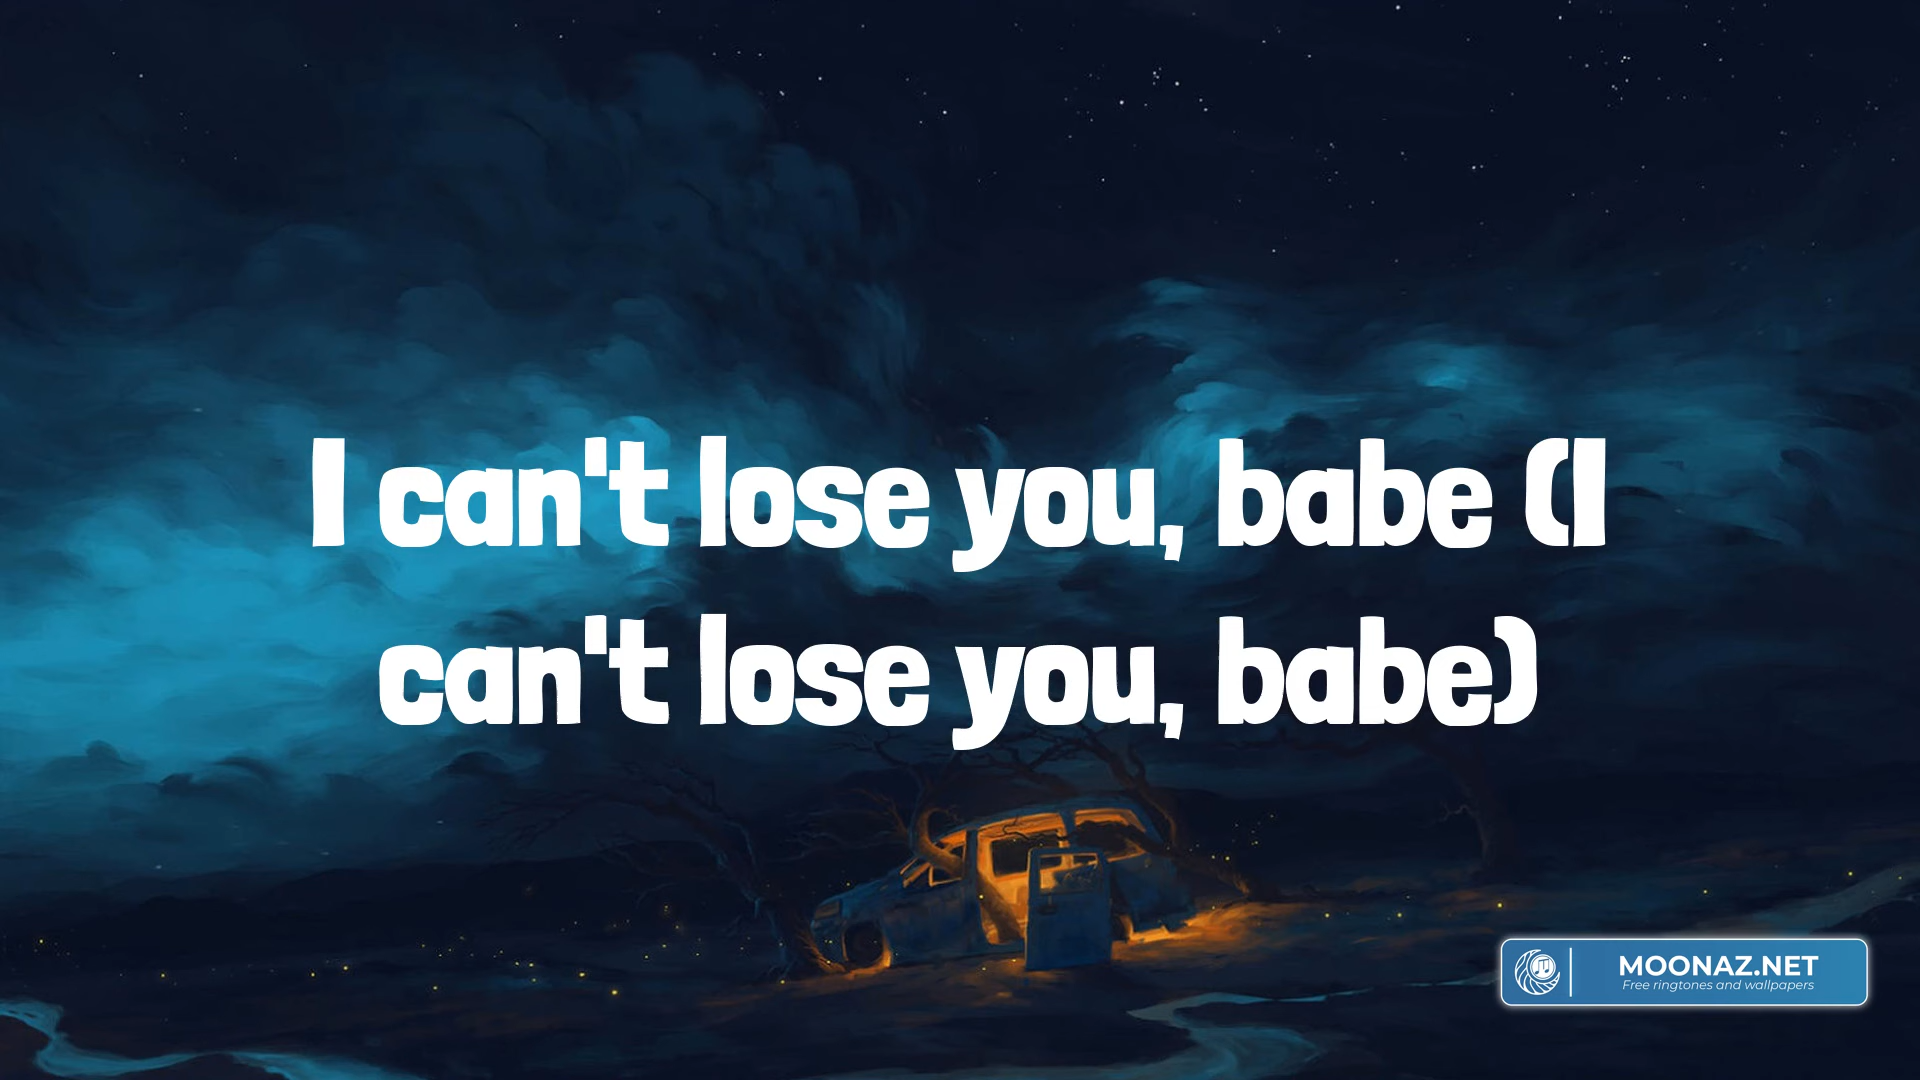 I can't lose you, babe (I
can't lose you, babe)
MOONAZ.NET
Free ringtones and wallpapers